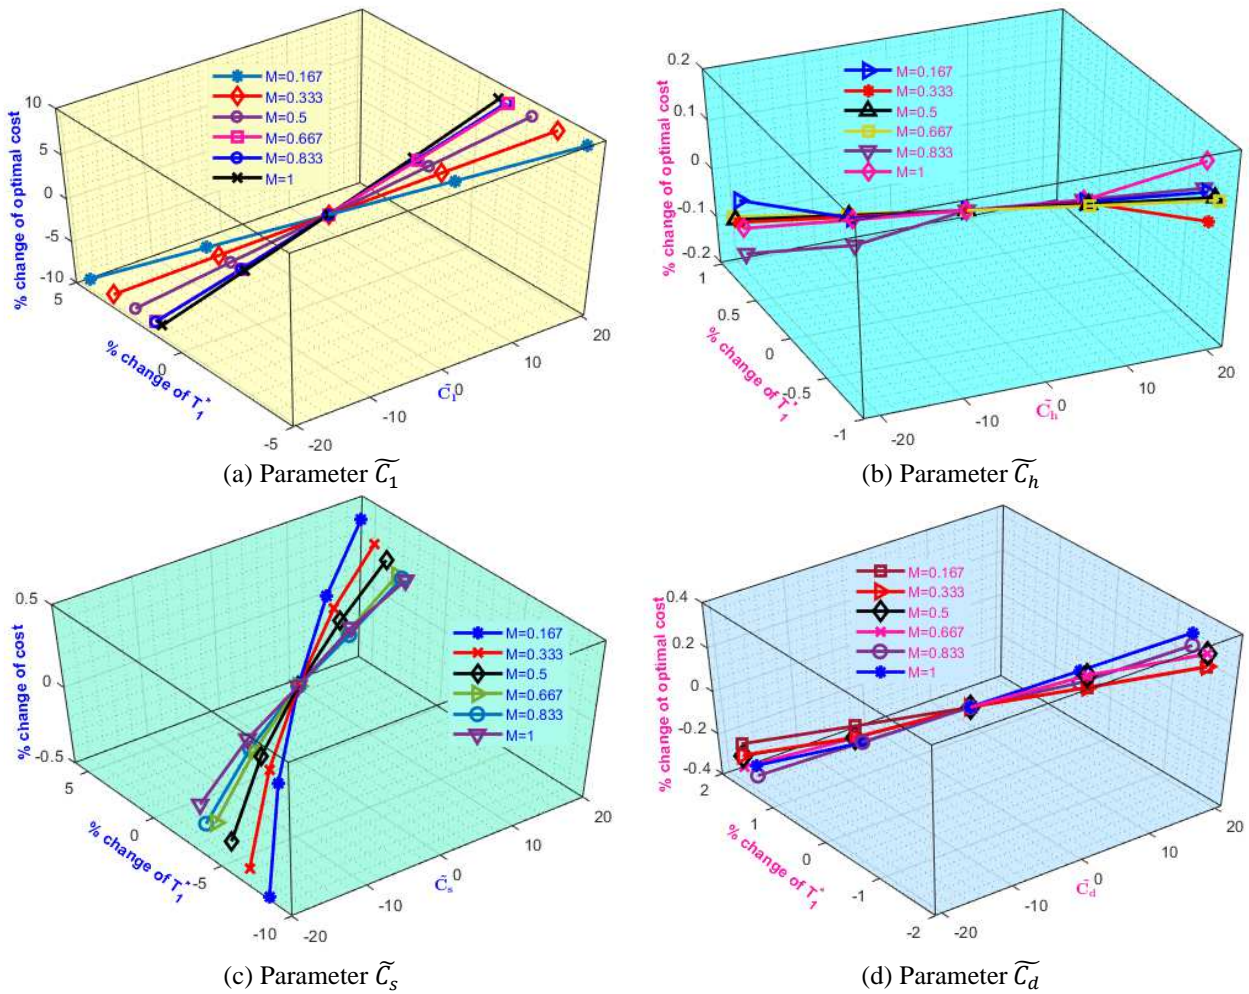 % change of optimal cost
10
5
0
-5
-10
5
0
-5
% change of T*1
-20
-10
0
10
20
C̃1
M=0.167
M=0.333
M=0.5
M=0.667
M=0.833
M=1
(a) Parameter C̃1
% change of optimal cost
0.2
0.1
0
-0.1
-0.2
1
0.5
0
-0.5
-1
% change of T*1
-20
-10
0
10
20
C̃h
M=0.167
M=0.333
M=0.5
M=0.667
M=0.833
M=1
(b) Parameter C̃h
% change of cost
0.5
0
-0.5
5
0
-5
-10
% change of T*1
-20
-10
0
10
20
C̃s
M=0.167
M=0.333
M=0.5
M=0.667
M=0.833
M=1
(c) Parameter C̃s
% change of optimal cost
0.4
0.2
0
-0.2
-0.4
2
1
0
-1
-2
% change of T*1
-20
-10
0
10
20
C̃d
M=0.167
M=0.333
M=0.5
M=0.667
M=0.833
M=1
(d) Parameter C̃d